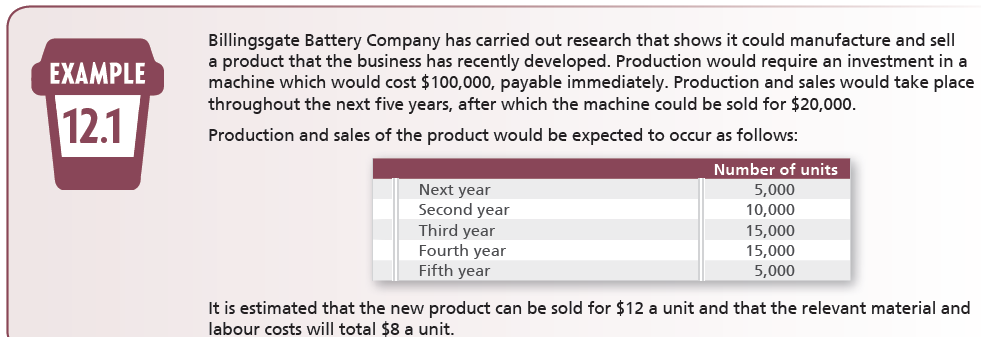 EXAMPLE
12.1
Billingsgate Battery Company has carried out research that shows it could manufacture and sell
a product that the business has recently developed. Production would require an investment in a
machine which would cost $100,000, payable immediately. Production and sales would take place
throughout the next five years, after which the machine could be sold for $20,000.
Production and sales of the product would be expected to occur as follows:
Number of units
Next year 5,000
Second year 10,000
Third year 15,000
Fourth year 15,000
Fifth year 5,000
It is estimated that the new product can be sold for $12 a unit and that the relevant material and
labour costs will total $8 a unit.